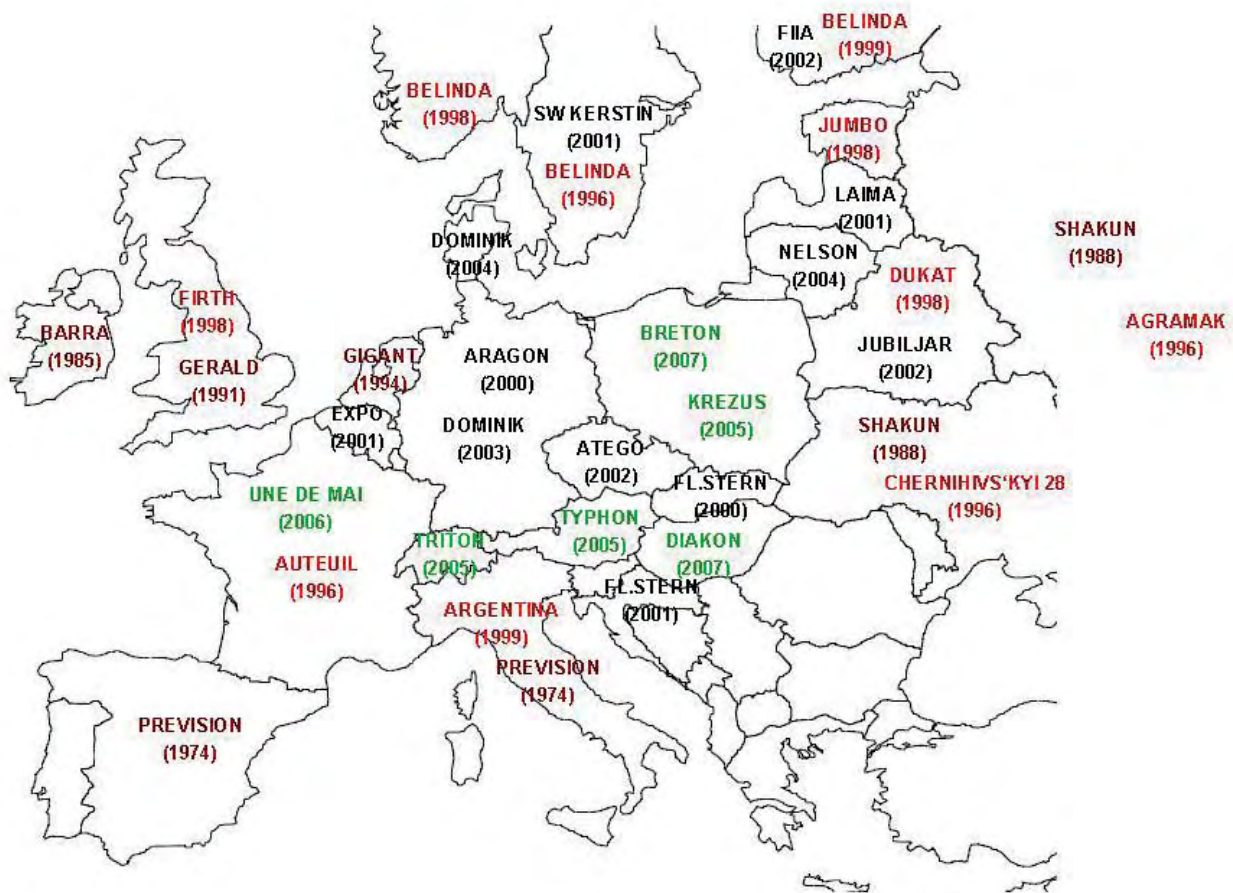 BELINDA
(1999)
FIIA
(2002)
BELINDA
(1998)
SW KERSTIN
(2001)
JUMBO
(1998)
BELINDA
(1996)
LAIMA
(2001)
SHAKUN
(1988)
DOMINIK
(2004)
NELSON
(2004)
DUKAT
(1998)
FIRTH
(1998)
AGRAMAK
(1996)
BARRA
(1985)
BRETON
(2007)
JUBILJAR
(2002)
GERALD
(1991)
GIGANT
(1994)
ARAGON
(2000)
KREZUS
(2005)
EXPO
(2001)
DOMINIK
(2003)
SHAKUN
(1988)
ATEGO
(2002)
FL.STERN
(2000)
CHERNIHIVS'KYI 28
(1996)
UNE DE MAI
(2006)
TYPHON
(2005)
TRITON
(2005)
DIAKON
(2007)
AUTEUIL
(1996)
FL.STERN
(2001)
ARGENTINA
(1999)
PREVISION
(1974)
PREVISION
(1974)